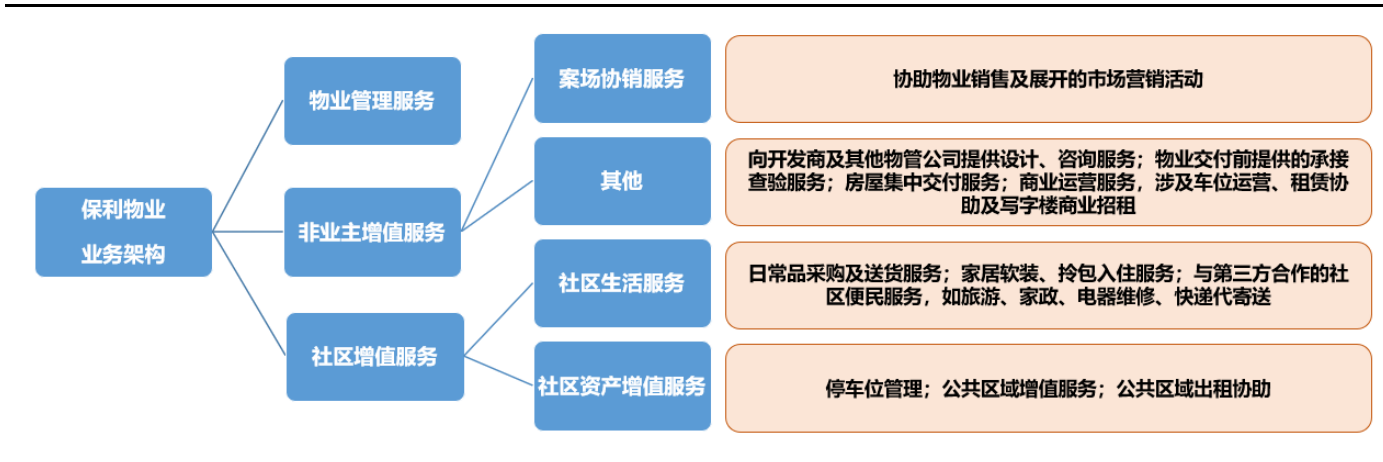 保利物业
业务架构
物业管理服务
非业主增值服务
社区增值服务
案场协销服务
协助物业销售及展开的市场营销活动
其他
向开发商及其他物管公司提供设计、咨询服务；物业交付前提供的承接
查验服务；房屋集中交付服务；商业运营服务，涉及车位运营、租赁协
助及写字楼商业招租
社区生活服务
日常品采购及送货服务；家居软装、拎包入住服务；与第三方合作的社
区便民服务，如旅游、家政、电器维修、快递代寄送
社区资产增值服务
停车位管理；公共区域增值服务；公共区域出租协助